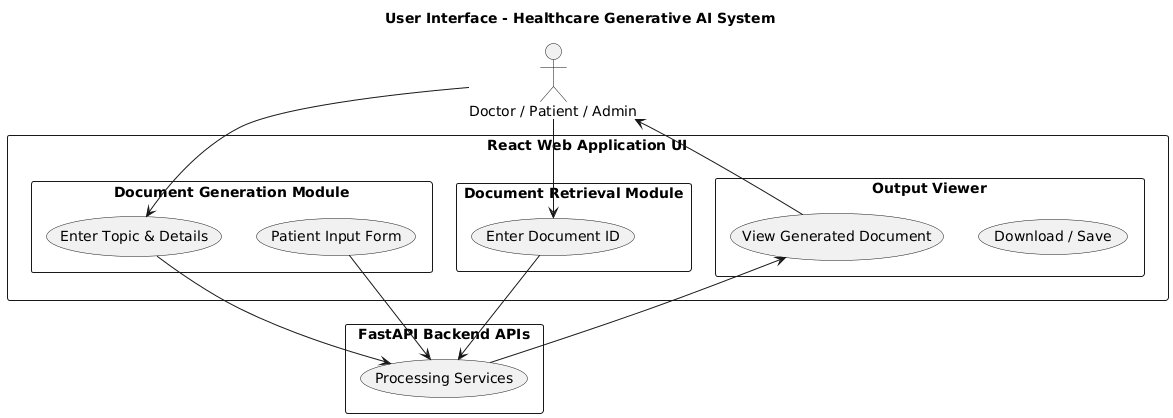 User Interface - Healthcare Generative AI System
Doctor / Patient / Admin
React Web Application UI
Document Generation Module
Enter Topic & Details
Patient Input Form
Document Retrieval Module
Enter Document ID
Output Viewer
View Generated Document
Download / Save
FastAPI Backend APIs
Processing Services